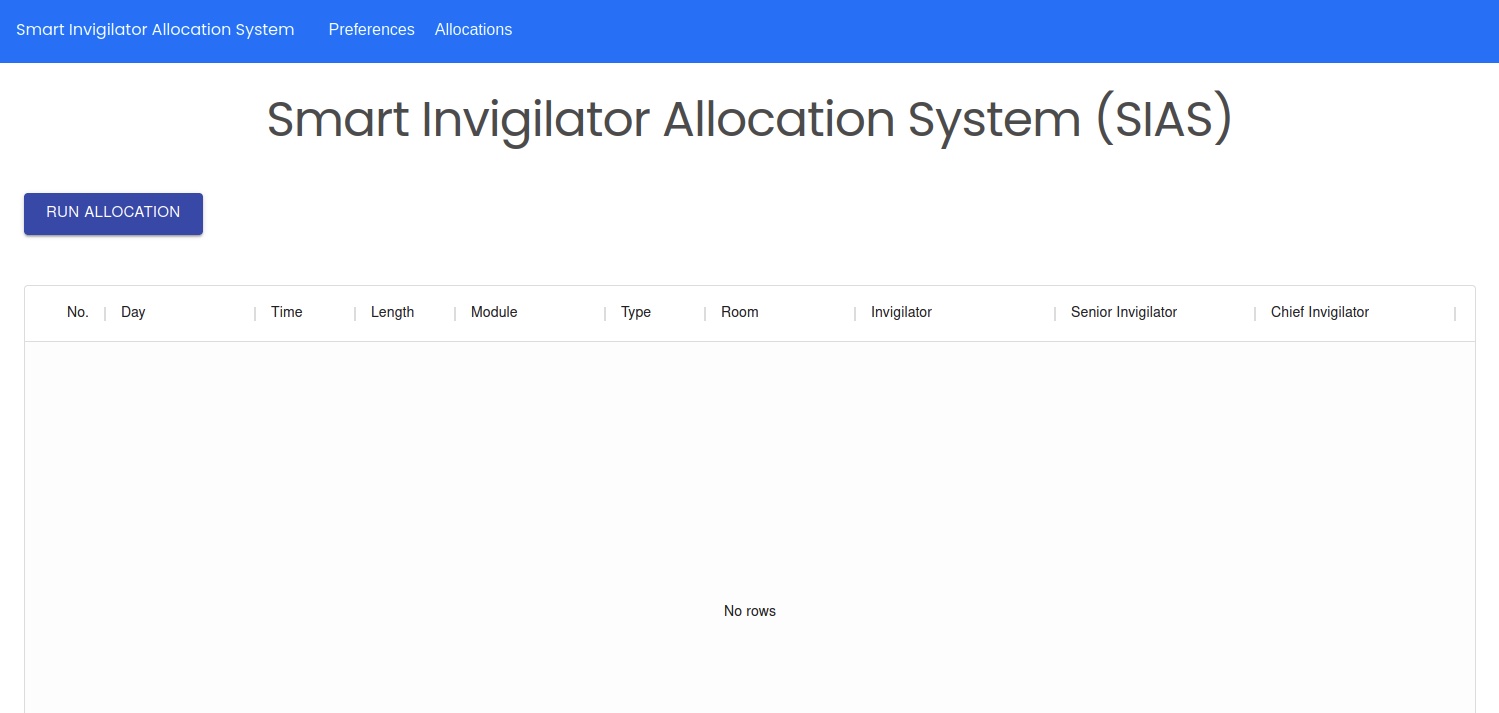 Smart Invigilator Allocation System Preferences Allocations
Smart Invigilator Allocation System (SIAS)
RUN ALLOCATION
No. Day Time Length Module Type Room Invigilator Senior Invigilator Chief Invigilator
No rows